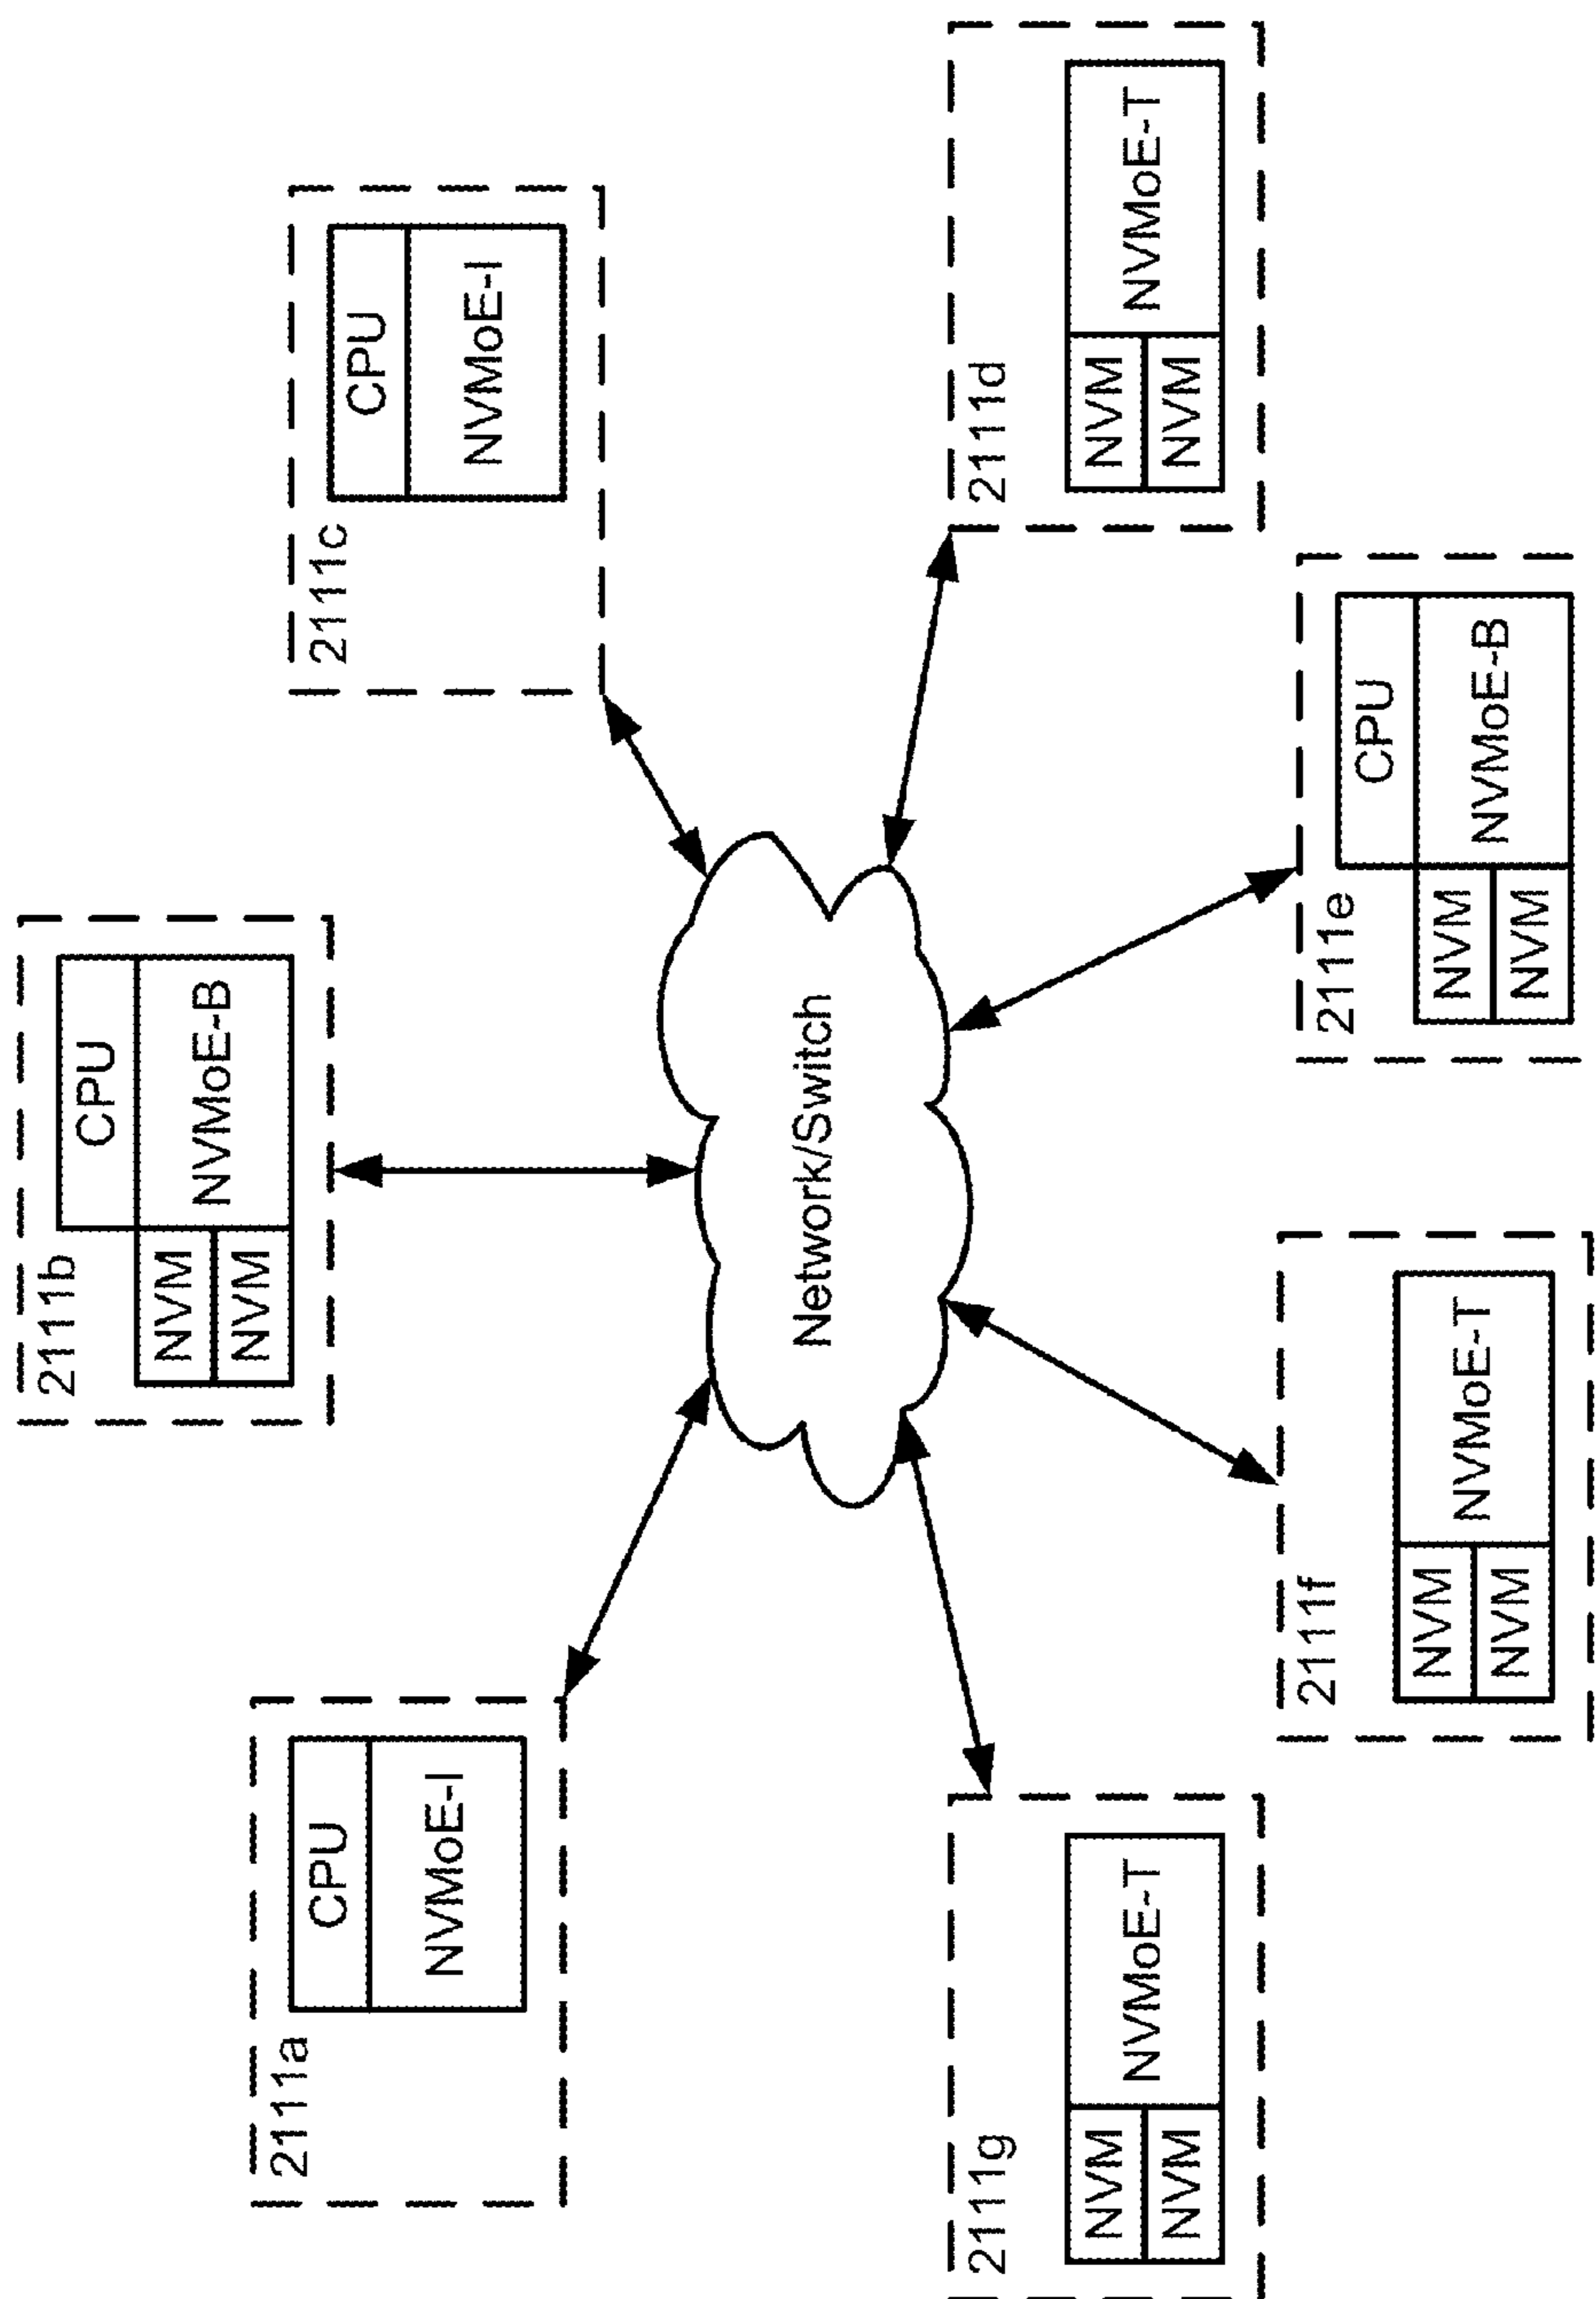 2111a
CPU
NVMoE-I
2111b
CPU
NVM
NVM
NVMoE-B
2111c
CPU
NVMoE-I
Network/Switch
2111g
NVM
NVM
NVMoE-T
2111f
NVM
NVM
NVMoE-T
2111e
CPU
NVM
NVM
NVMoE-B
2111d
NVM
NVM
NVMoE-T